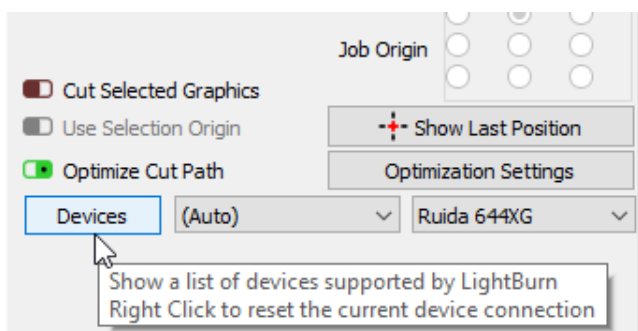 Job Origin
Cut Selected Graphics
Use Selection Origin
Show Last Position
Optimize Cut Path
Optimization Settings
Devices
(Auto)
Ruida 644XG
Show a list of devices supported by LightBurn
Right Click to reset the current device connection